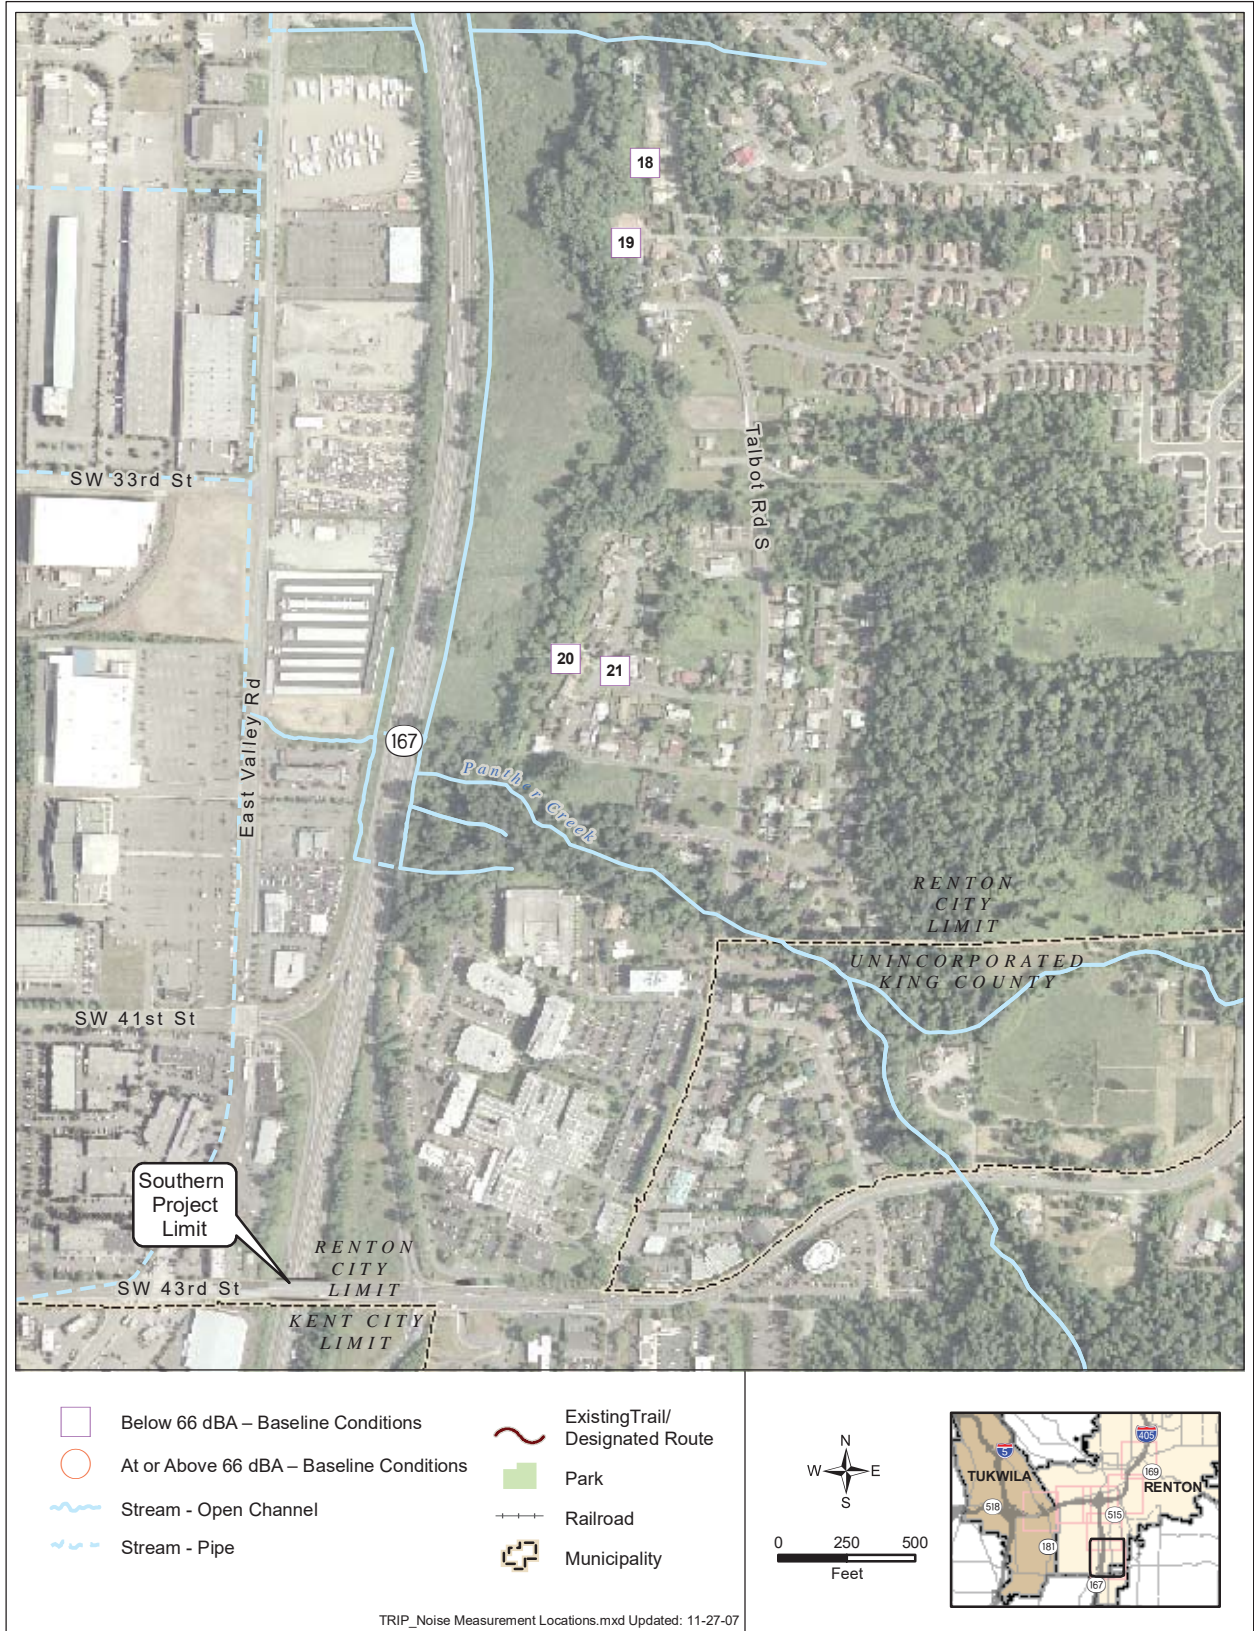 18
19
Talbot Rd S
SW 33rd St
20
21
East Valley Rd
167
Panther Creek
RENTON
CITY
LIMIT
UNINCORPORATED
KING COUNTY
SW 41st St
Southern
Project
Limit
RENTON
CITY
LIMIT
SW 43rd St
KENT CITY
LIMIT
Below 66 dBA – Baseline Conditions
At or Above 66 dBA – Baseline Conditions
Stream - Open Channel
Stream - Pipe
ExistingTrail/
Designated Route
Park
Railroad
Municipality
N
W E
S
0 250 500
Feet
5
405
TUKWILA
169
RENTON
518
515
181
167
TRIP_Noise Measurement Locations.mxd Updated: 11-27-07